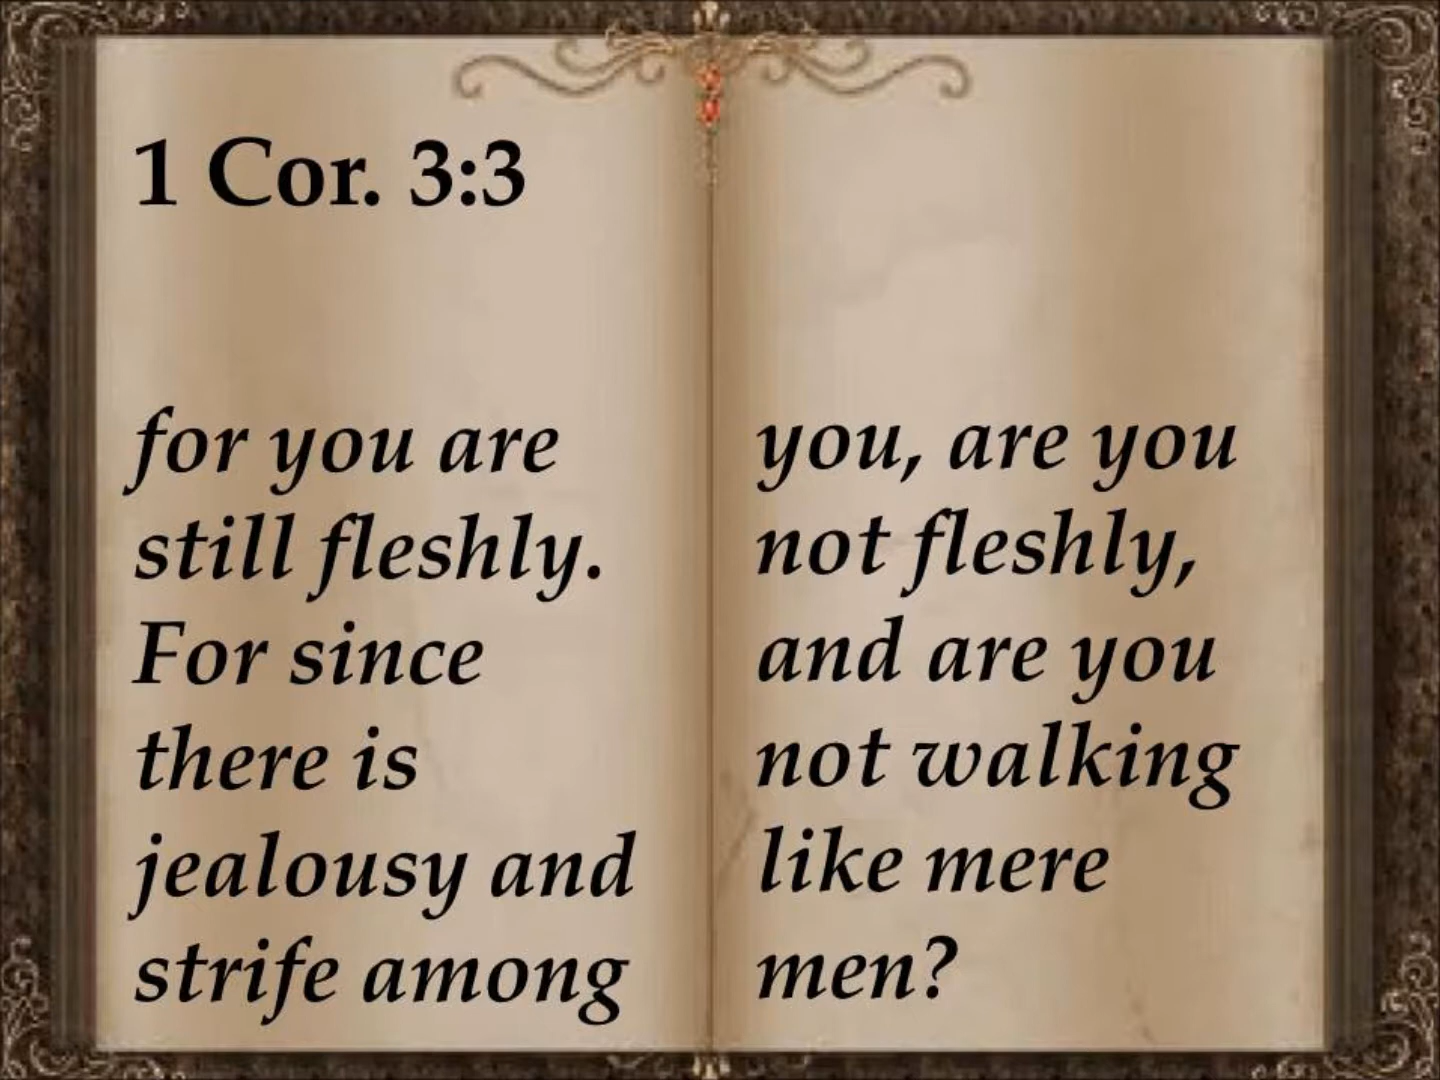 1 Cor. 3:3
for you are
still fleshly.
For since
there is
jealousy and
strife among
you, are you
not fleshly,
and are you
not walking
like mere
men?